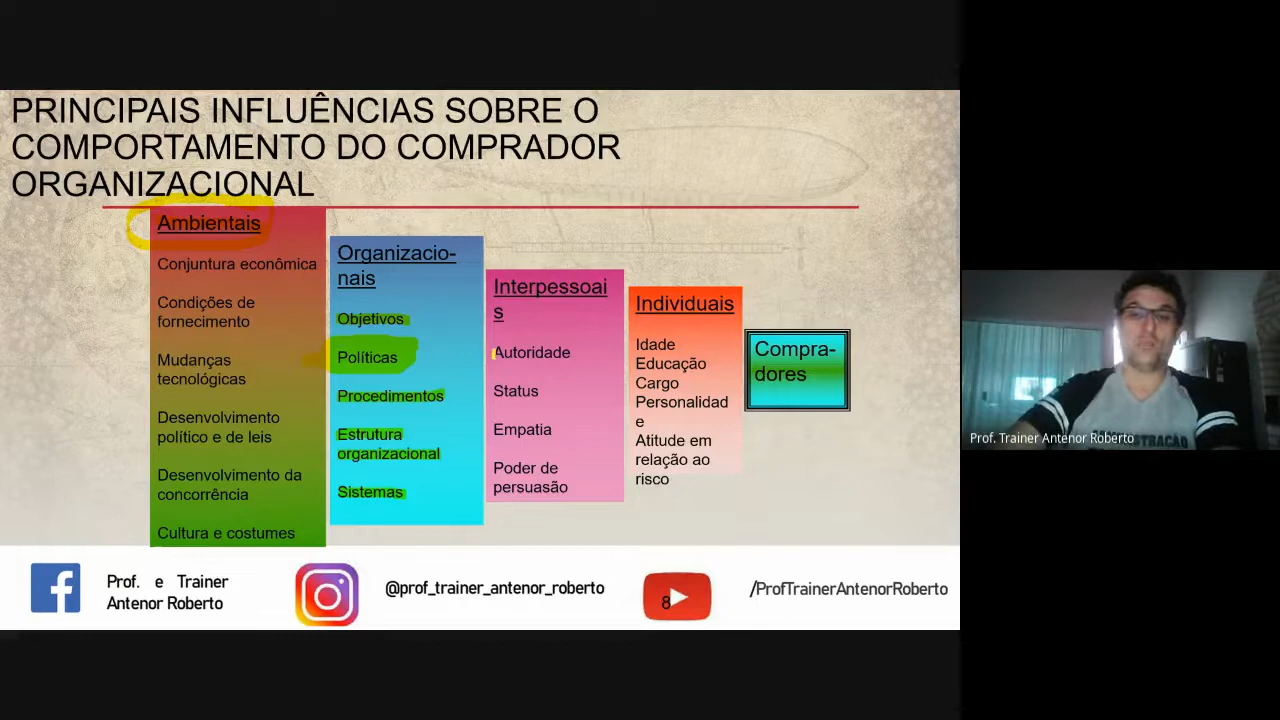 PRINCIPAIS INFLUÊNCIAS SOBRE O
COMPORTAMENTO DO COMPRADOR
ORGANIZACIONAL
Ambientais
Conjuntura econômica
Condições de
fornecimento
Mudanças
tecnológicas
Desenvolvimento
político e de leis
Desenvolvimento da
concorrência
Cultura e costumes
Organizacio-
nais
Objetivos
Políticas
Procedimentos
Estrutura
organizacional
Sistemas
Interpessoai
s
Autoridade
Status
Empatia
Poder de
persuasão
Individuais
Idade
Educação
Cargo
Personalidad
e
Atitude em
relação ao
risco
Compra-
dores
Prof. e Trainer
Antenor Roberto
@prof_trainer_antenor_roberto
8
/ProfTrainerAntenorRoberto
Prof. Trainer Antenor Roberto